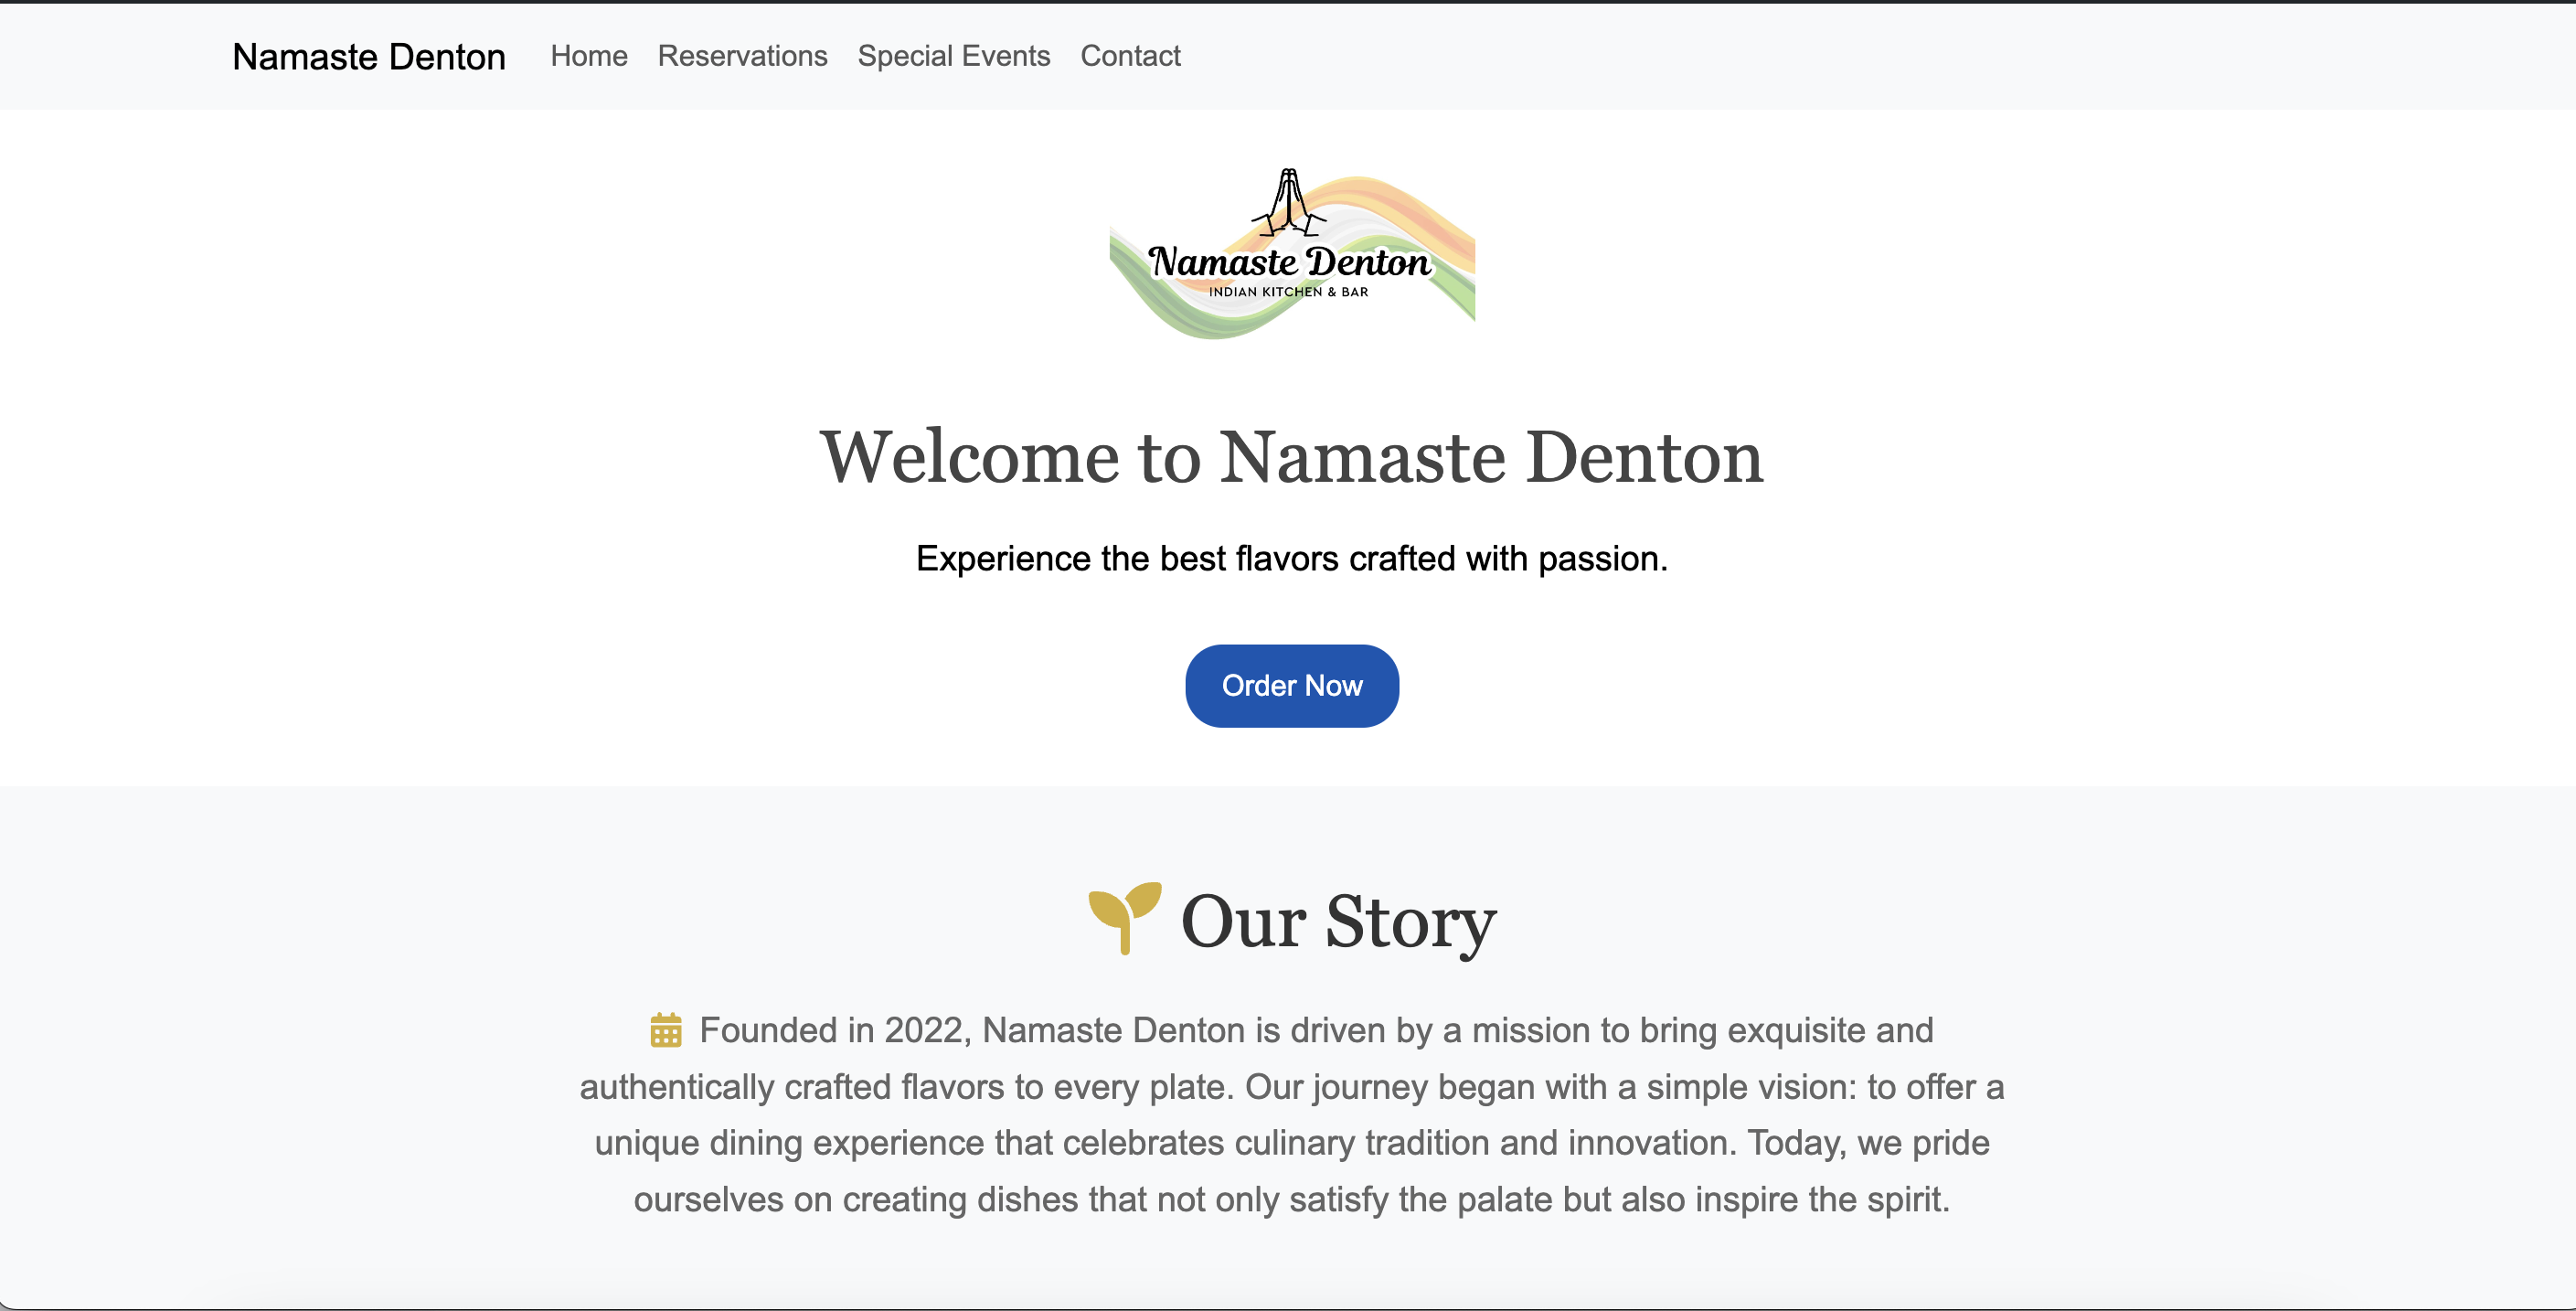 Namaste Denton Home Reservations Special Events Contact
Namaste Denton
INDIAN KITCHEN & BAR
Welcome to Namaste Denton
Experience the best flavors crafted with passion.
Order Now
Our Story
Founded in 2022, Namaste Denton is driven by a mission to bring exquisite and
authentically crafted flavors to every plate. Our journey began with a simple vision: to offer a
unique dining experience that celebrates culinary tradition and innovation. Today, we pride
ourselves on creating dishes that not only satisfy the palate but also inspire the spirit.